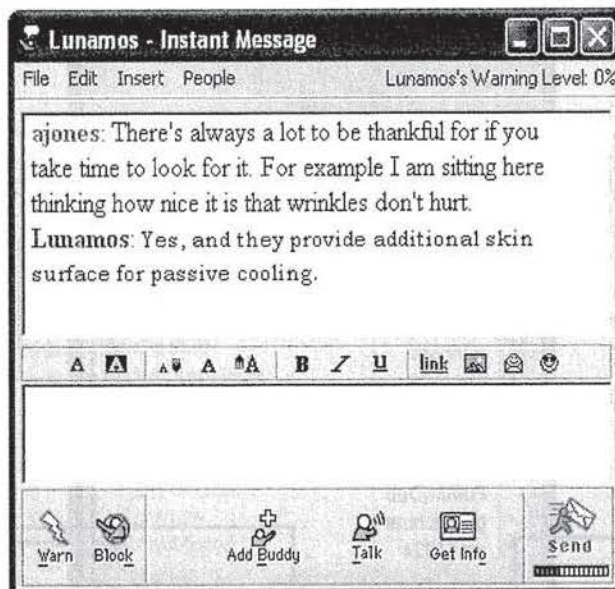 Lunamos - Instant Message
File Edit Insert People Lunamos's Warning Level: 0%
ajones: There's always a lot to be thankful for if you
take time to look for it. For example I am sitting here
thinking how nice it is that wrinkles don't hurt.
Lunamos: Yes, and they provide additional skin
surface for passive cooling.
A A A A A B I U link
Warn Block Add Buddy Talk Get Info Send